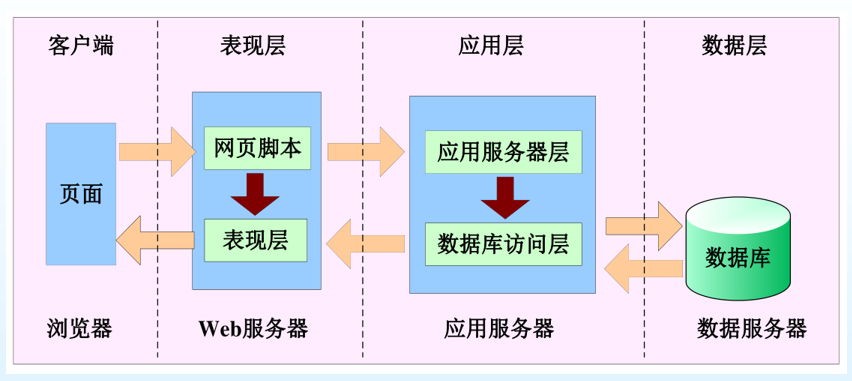 客户端
表现层
应用层
数据层
网页脚本
应用服务器层
页面
表现层
数据库访问层
数据库
浏览器
Web服务器
应用服务器
数据服务器